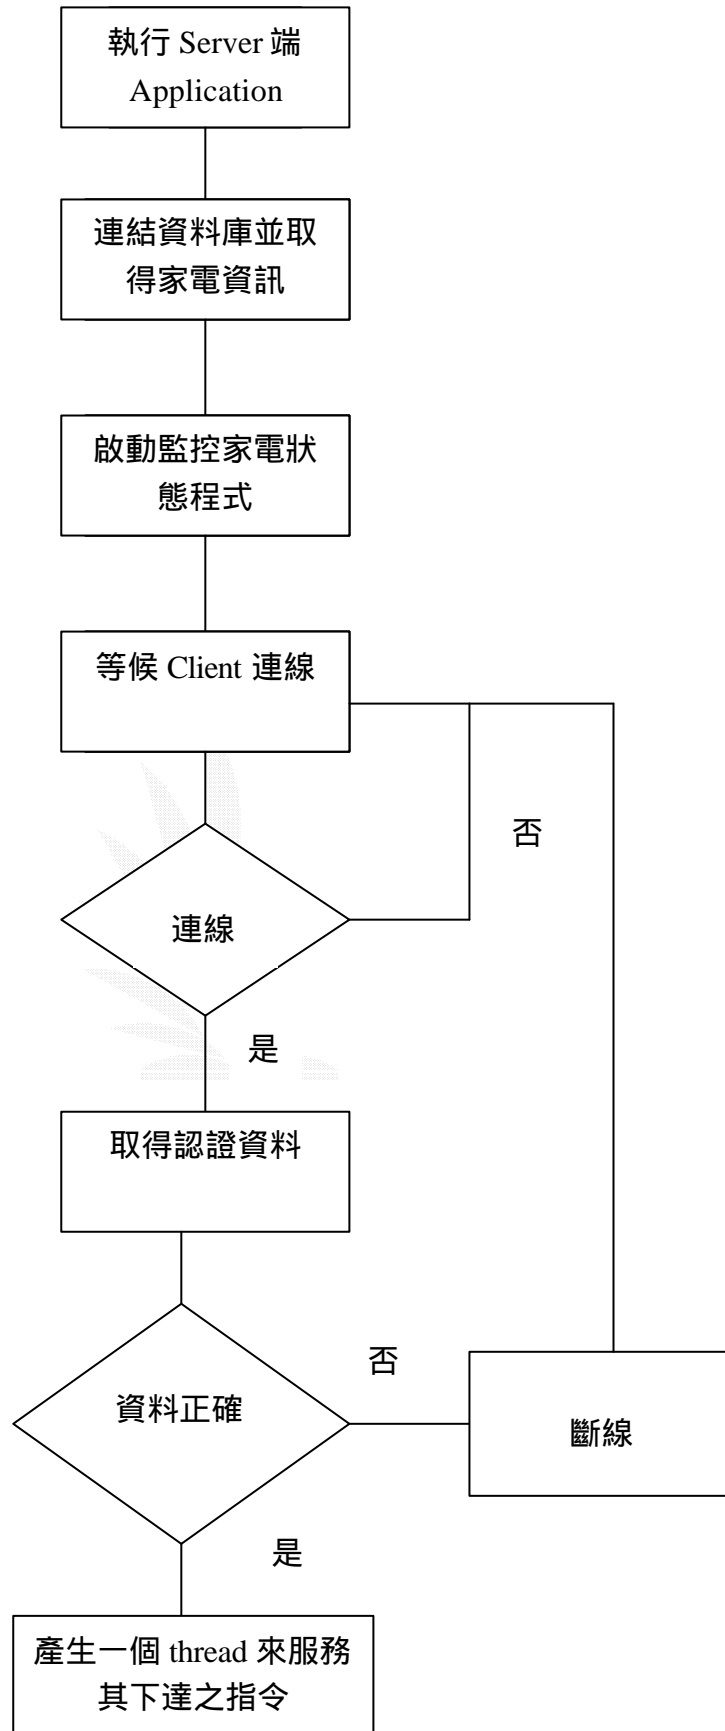 執行 Server 端
Application
連結資料庫並取
得家電資訊
啟動監控家電狀
態程式
等候 Client 連線
否
連線
是
取得認證資料
否
資料正確
斷線
是
產生一個 thread 來服務
其下達之指令